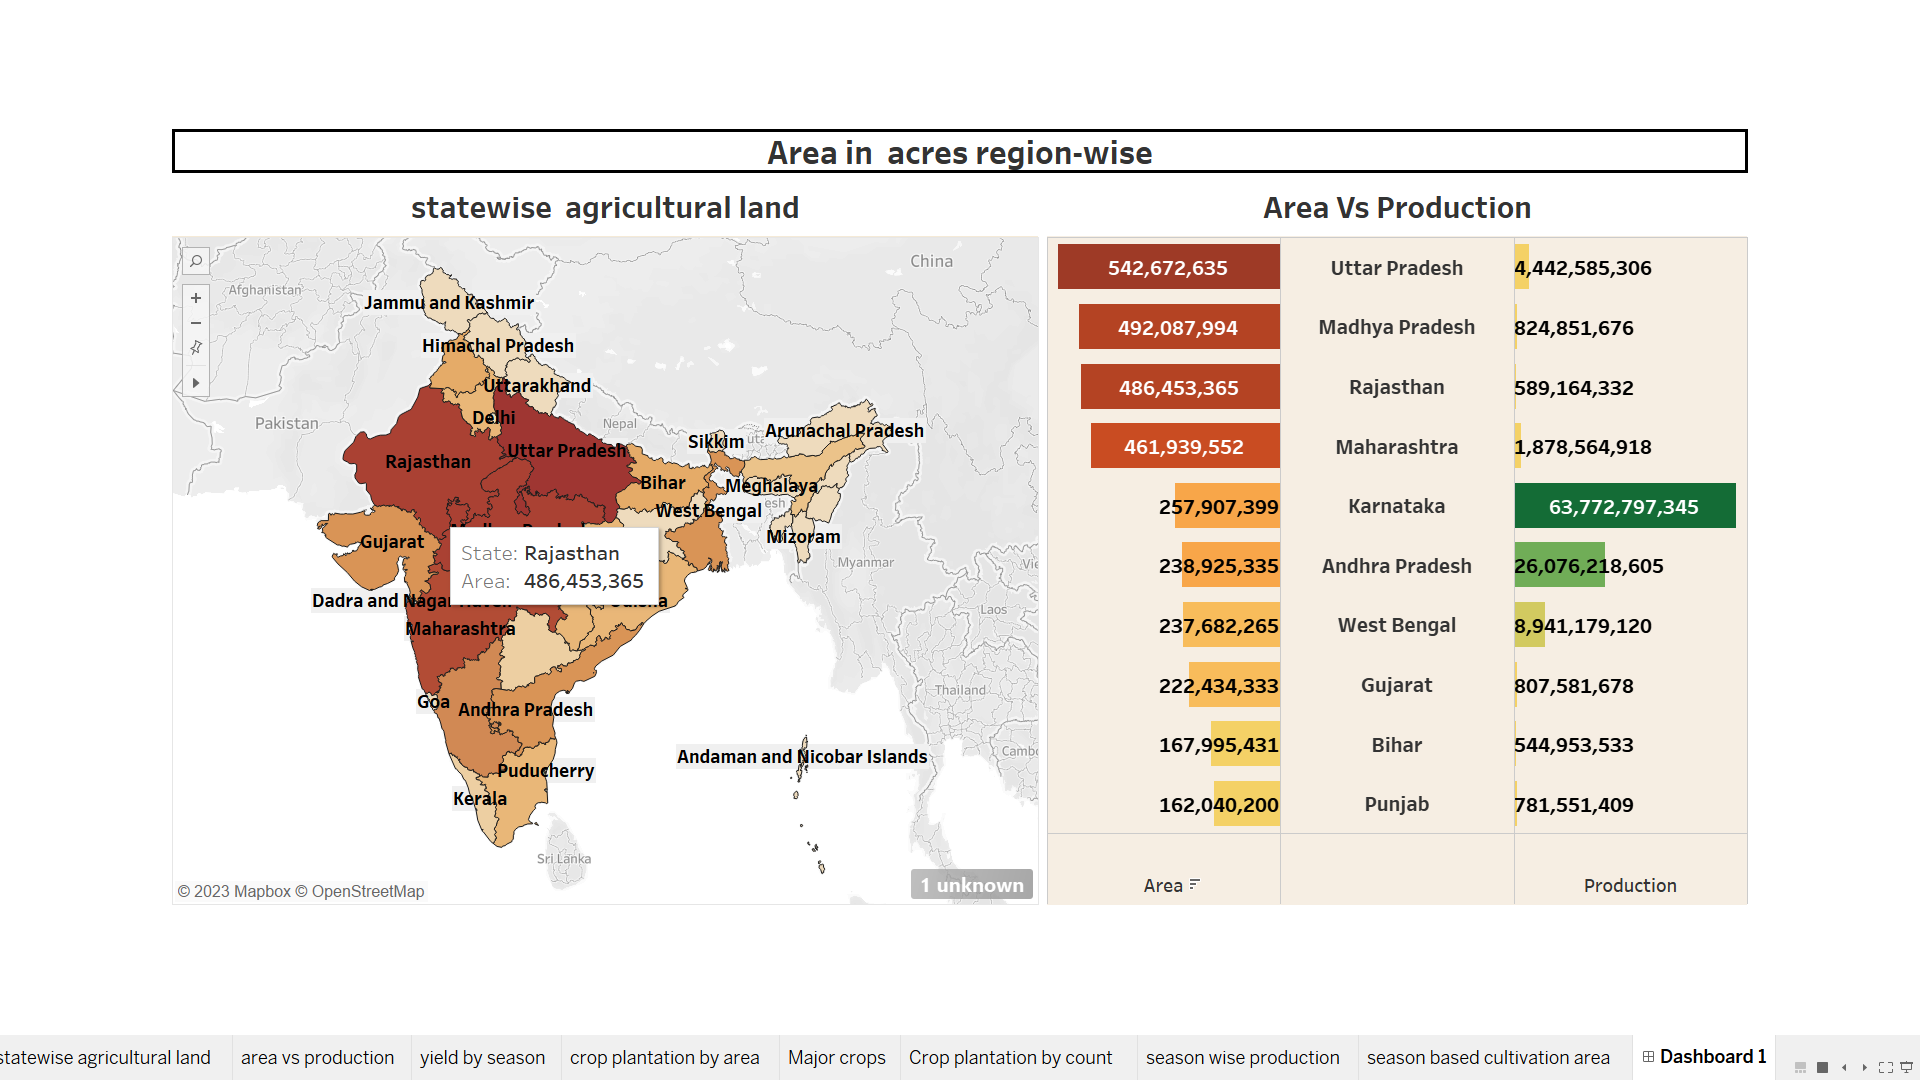 Area in  acres region-wise
statewise  agricultural land
Area Vs Production
China
Afghanistan
Jammu and Kashmir
Himachal Pradesh
Uttarakhand
Pakistan
Delhi
Nepal
Sikkim
Arunachal Pradesh
Rajasthan
Uttar Pradesh
Bihar
Meghalaya
West Bengal
Mizoram
Gujarat
Myanmar
State: Rajasthan
Area: 486,453,365
Dadra and Nagar
Maharashtra
Laos
Thailand
Goa
Andhra Pradesh
Andaman and Nicobar Islands
Puducherry
Kerala
Sri Lanka
© 2023 Mapbox © OpenStreetMap
1 unknown
542,672,635 Uttar Pradesh 4,442,585,306
492,087,994 Madhya Pradesh 824,851,676
486,453,365 Rajasthan 589,164,332
461,939,552 Maharashtra 1,878,564,918
257,907,399 Karnataka 63,772,797,345
238,925,335 Andhra Pradesh 26,076,218,605
237,682,265 West Bengal 8,941,179,120
222,434,333 Gujarat 807,581,678
167,995,431 Bihar 544,953,533
162,040,200 Punjab 781,551,409
Area Production
statewise agricultural land area vs production yield by season crop plantation by area Major crops Crop plantation by count season wise production season based cultivation area Dashboard 1